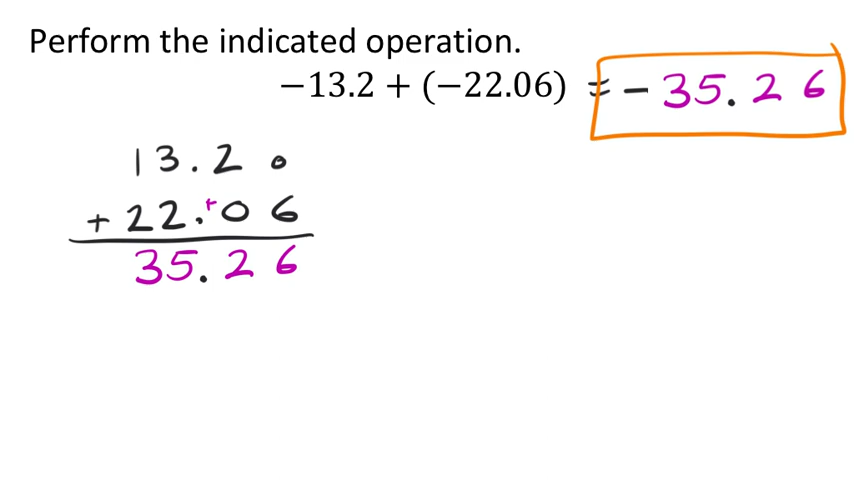 Perform the indicated operation.
−13.2 + (−22.06) = −35.26
13.20
+ 22.06
35.26